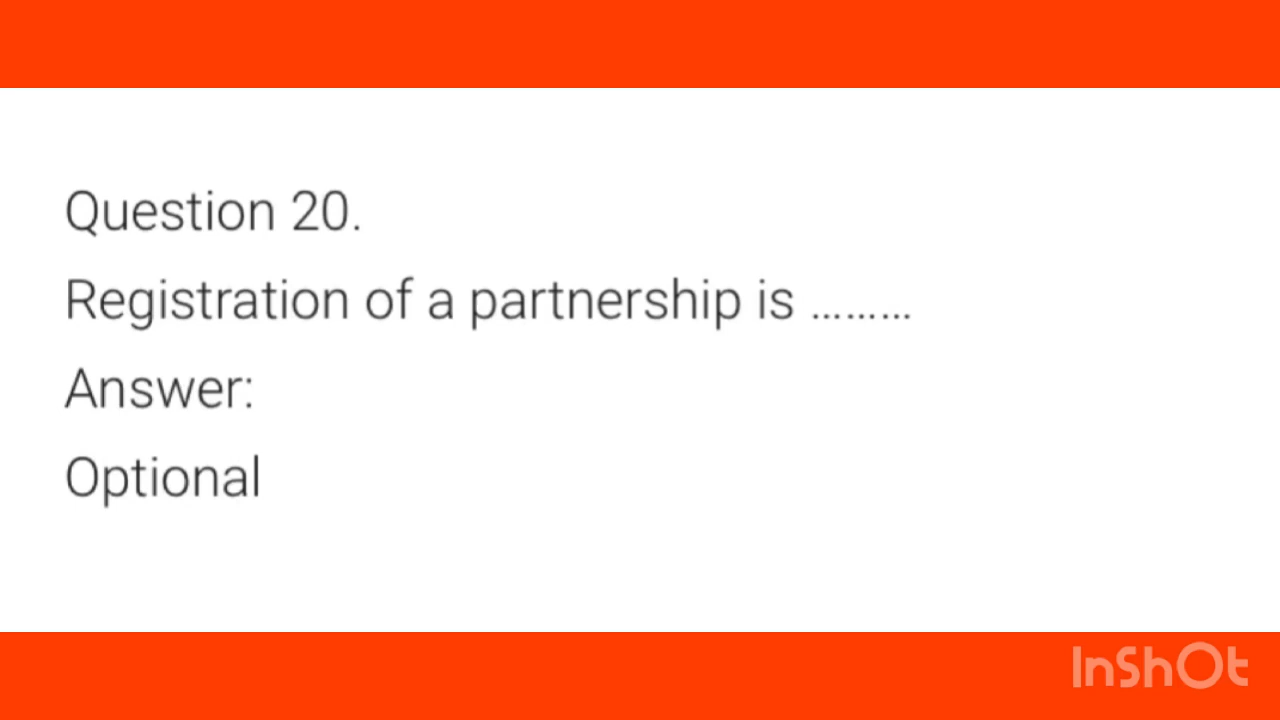 Question 20.
Registration of a partnership is .........
Answer:
Optional
InShOt